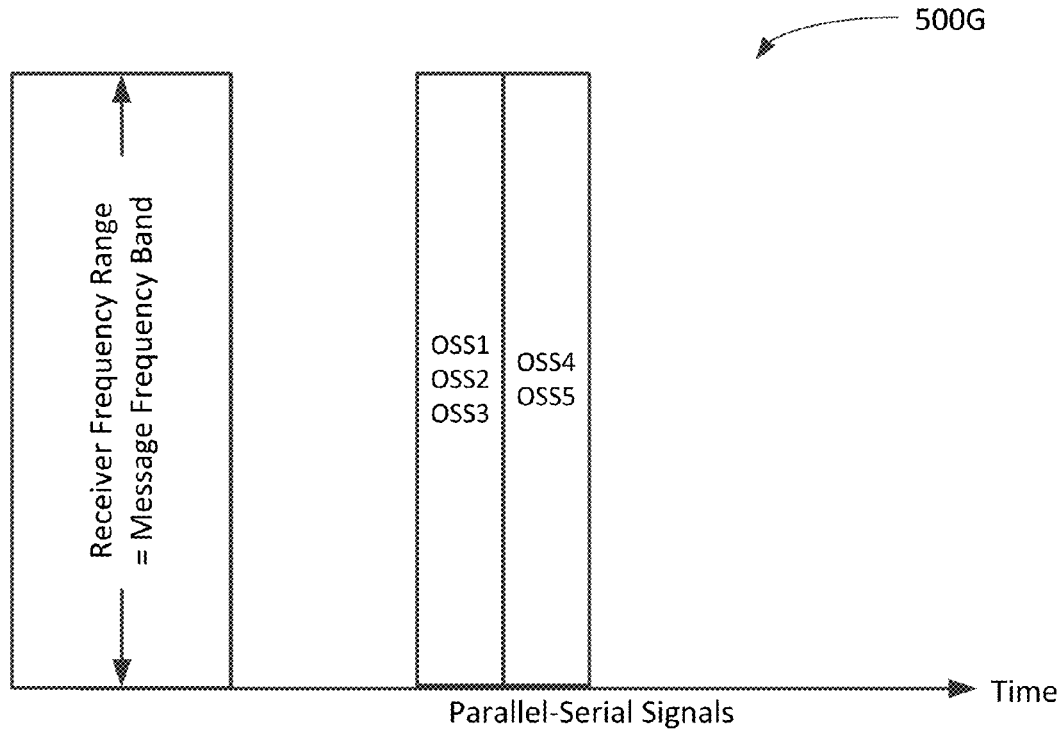 500G
Receiver Frequency Range
= Message Frequency Band
OSS1
OSS2
OSS3
OSS4
OSS5
Time
Parallel-Serial Signals